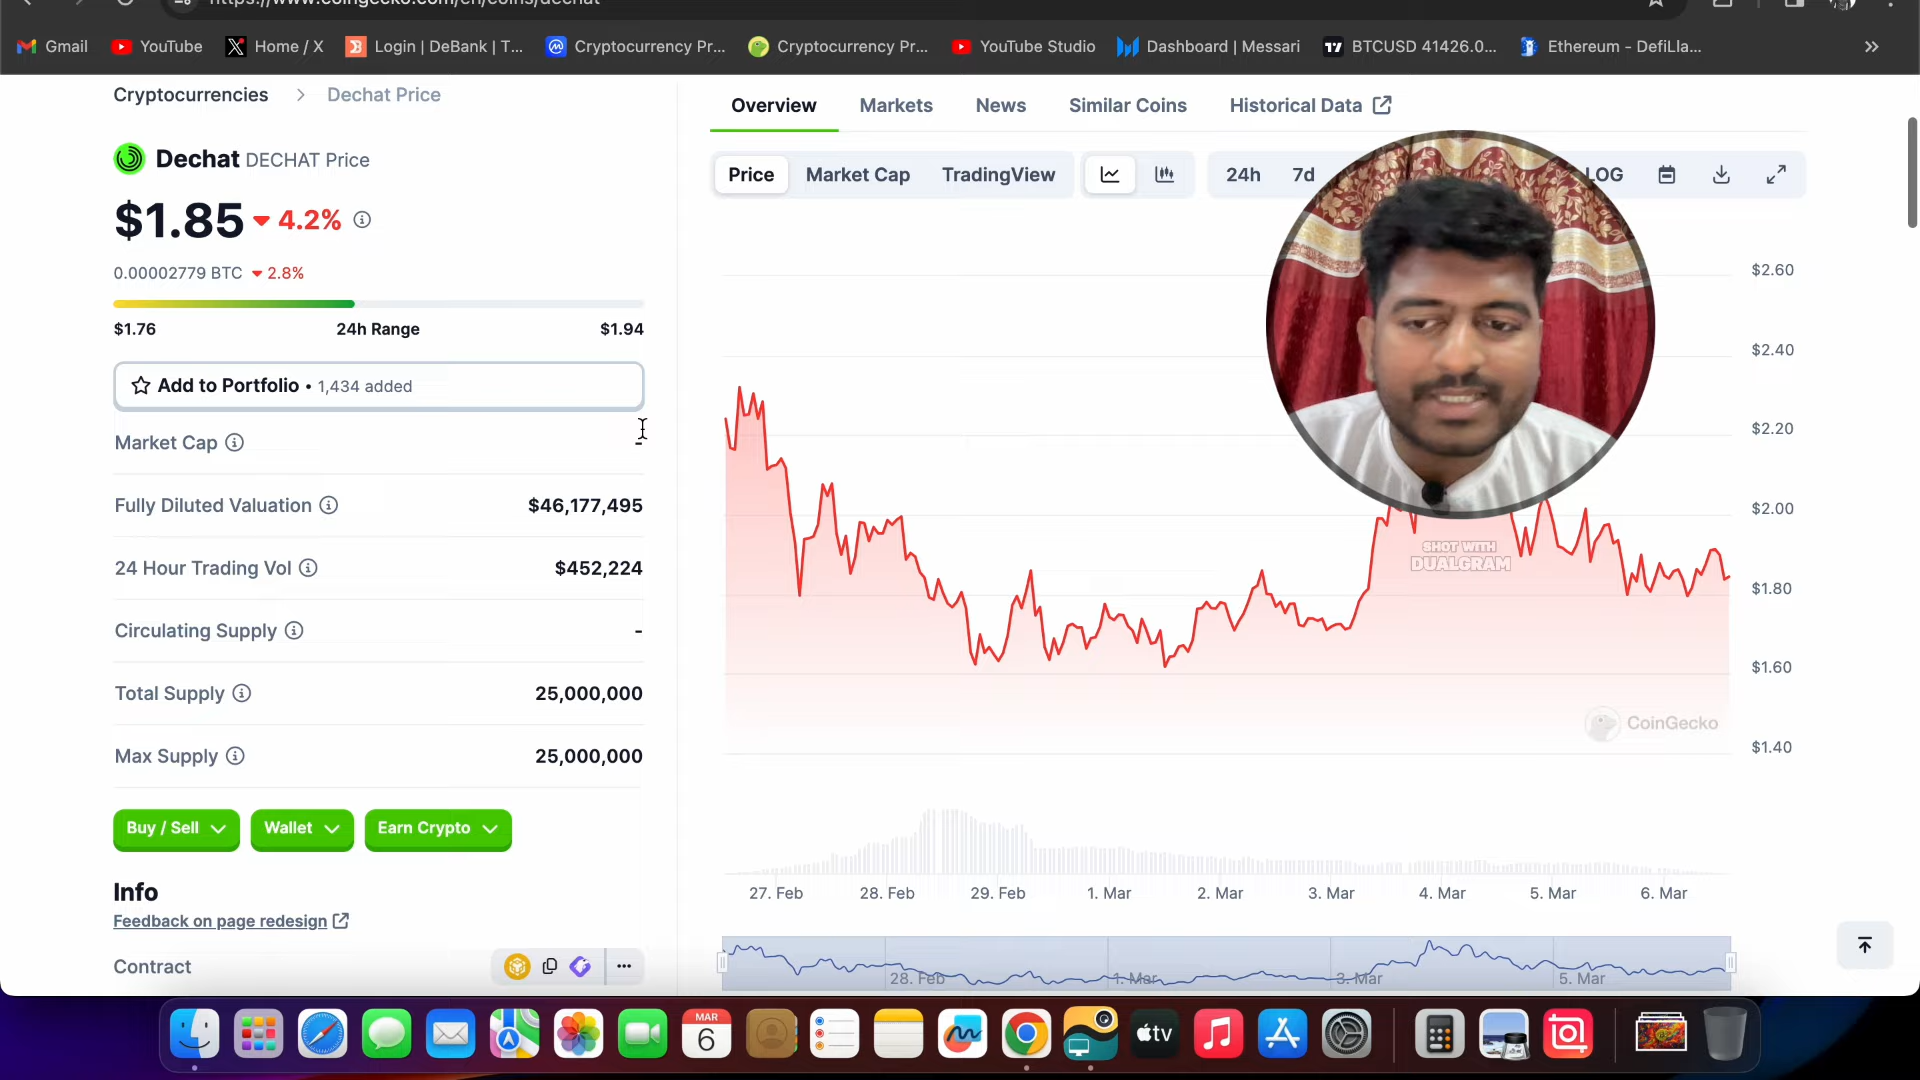 https://www.coingecko.com/en/coins/dechat
Gmail
YouTube
Home / X
Login | DeBank | T...
Cryptocurrency Pr...
Cryptocurrency Pr...
YouTube Studio
Dashboard | Messari
BTCUSD 41426.0...
Ethereum - DefiLla...
Cryptocurrencies
Dechat Price
Dechat DECHAT Price
$1.85 4.2%
0.00002779 BTC 2.8%
$1.76 24h Range $1.94
Add to Portfolio • 1,434 added
Market Cap -
Fully Diluted Valuation $46,177,495
24 Hour Trading Vol $452,224
Circulating Supply -
Total Supply 25,000,000
Max Supply 25,000,000
Buy / Sell
Wallet
Earn Crypto
Info
Feedback on page redesign
Contract
Overview
Markets
News
Similar Coins
Historical Data
Price
Market Cap
TradingView
24h
7d
LOG
$2.60
$2.40
$2.20
$2.00
$1.80
$1.60
$1.40
SHOT WITH
DUALGRAM
CoinGecko
27. Feb
28. Feb
29. Feb
1. Mar
2. Mar
3. Mar
4. Mar
5. Mar
6. Mar
28. Feb
1. Mar
3. Mar
5. Mar
MAR
6
tv